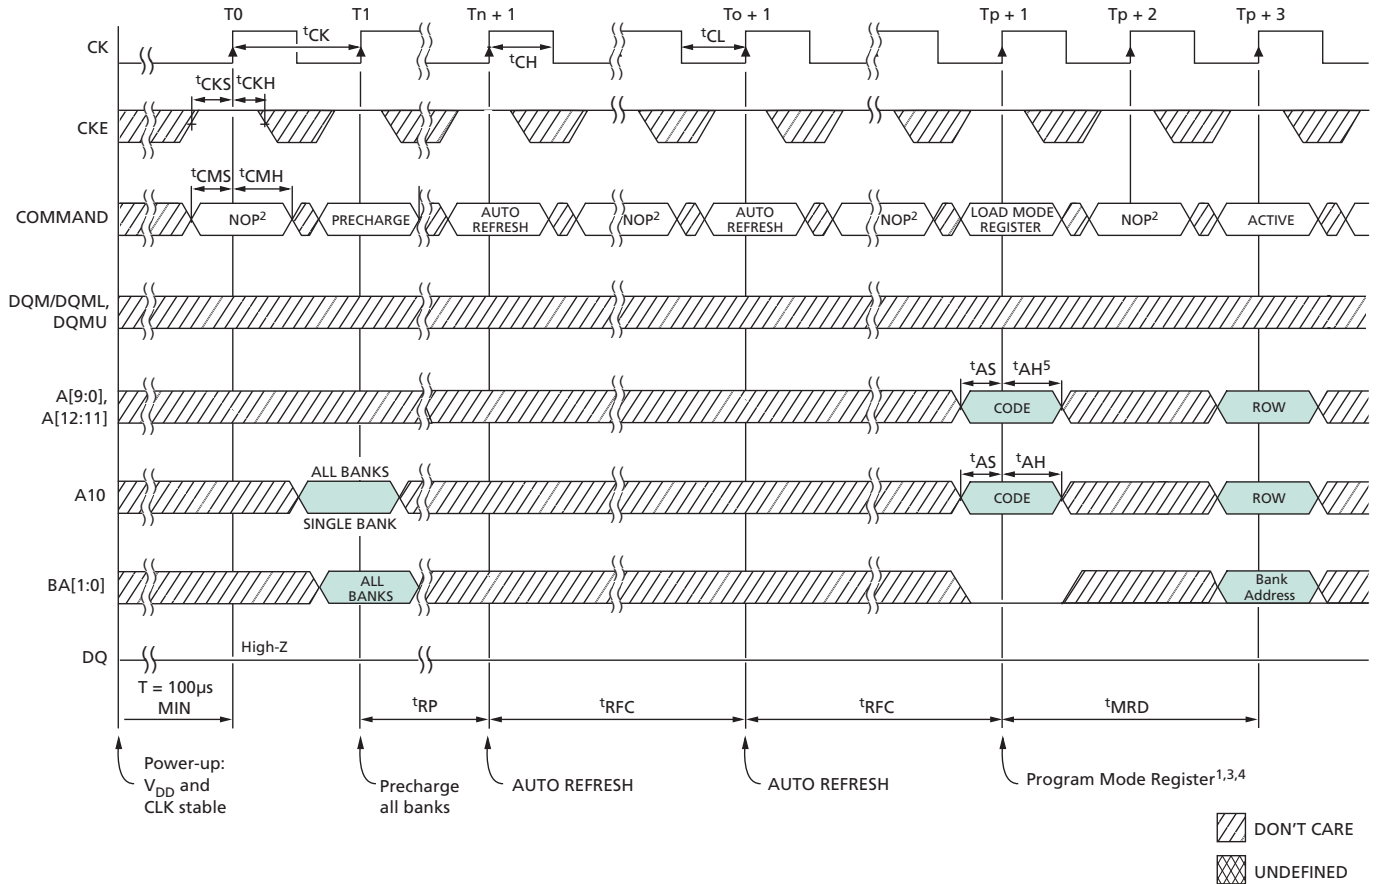 T0 T1 Tn + 1 To + 1 Tp + 1 Tp + 2 Tp + 3
CK
tCK
tCH
tCL
tCKS tCKH
CKE
tCMS tCMH
COMMAND
NOP2
PRECHARGE
AUTO
REFRESH
NOP2
AUTO
REFRESH
NOP2
LOAD MODE
REGISTER
NOP2
ACTIVE
DQM/DQML,
DQMU
A[9:0],
A[12:11]
tAS tAH5
CODE
ROW
A10
ALL BANKS
SINGLE BANK
tAS tAH
CODE
ROW
BA[1:0]
ALL
BANKS
Bank
Address
DQ
High-Z
T = 100µs
MIN
tRP
tRFC
tRFC
tMRD
Power-up:
VDD and
CLK stable
Precharge
all banks
AUTO REFRESH
AUTO REFRESH
Program Mode Register1,3,4
DON'T CARE
UNDEFINED